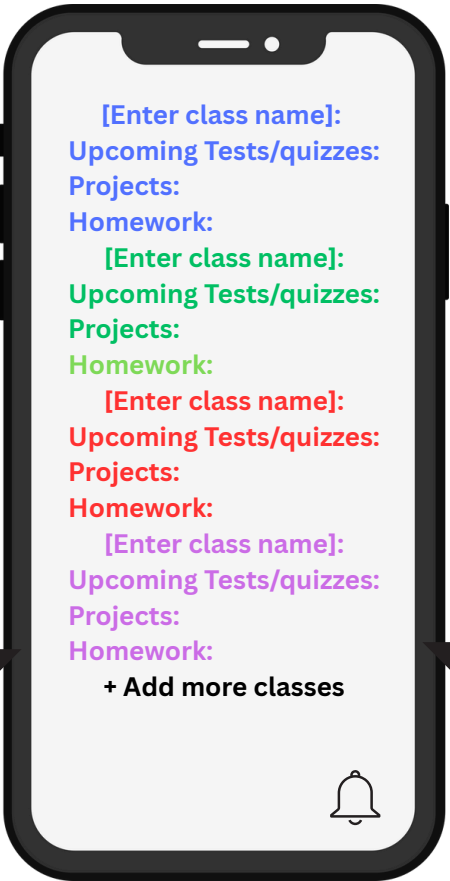 [Enter class name]:
Upcoming Tests/quizzes:
Projects:
Homework:
[Enter class name]:
Upcoming Tests/quizzes:
Projects:
Homework:
[Enter class name]:
Upcoming Tests/quizzes:
Projects:
Homework:
[Enter class name]:
Upcoming Tests/quizzes:
Projects:
Homework:
+ Add more classes